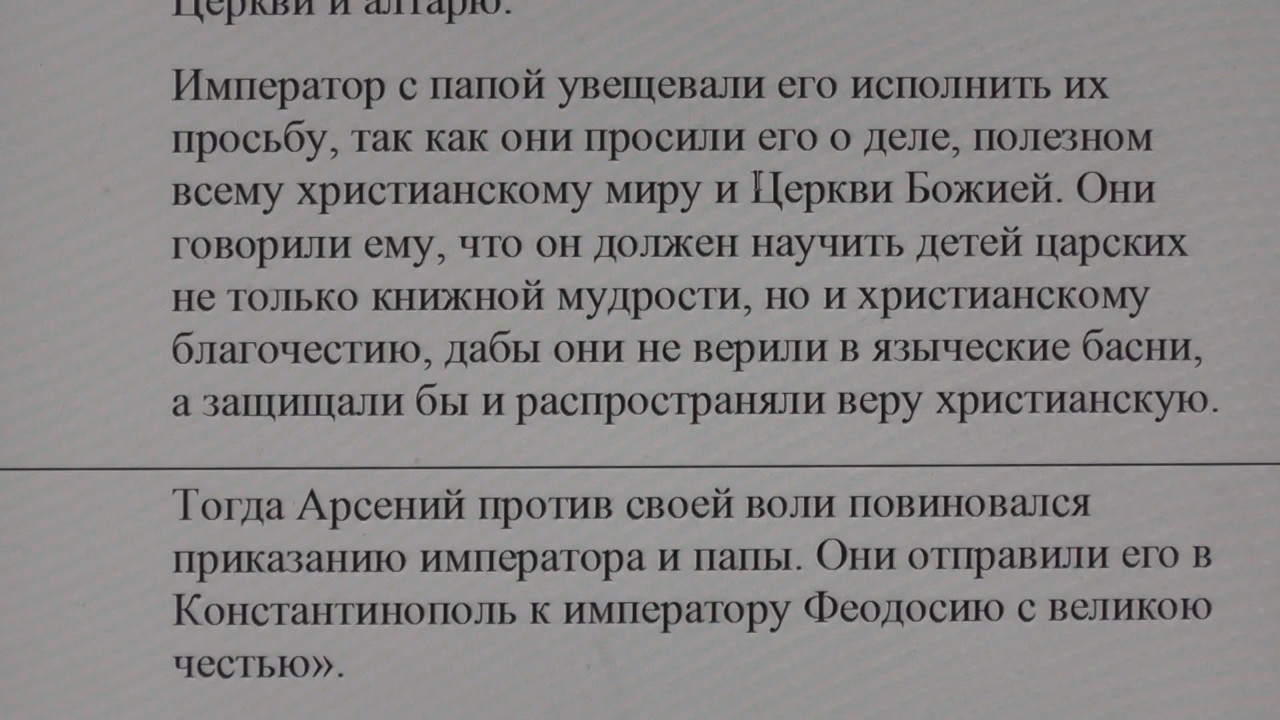 Церкви и алтарю.
Император с папой увещевали его исполнить их
просьбу, так как они просили его о деле, полезном
всему христианскому миру и Церкви Божией. Они
говорили ему, что он должен научить детей царских
не только книжной мудрости, но и христианскому
благочестию, дабы они не верили в языческие басни,
а защищали бы и распространяли веру христианскую.
Тогда Арсений против своей воли повиновался
приказанию императора и папы. Они отправили его в
Константинополь к императору Феодосию с великою
честью».